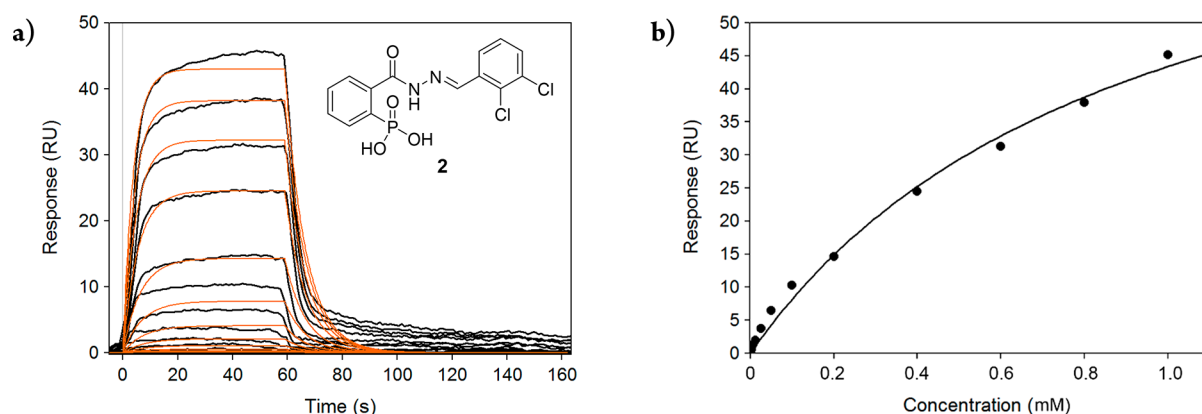 a)
Response (RU)
50
40
30
20
10
0
0 20 40 60 80 100 120 140 160
Time (s)
O
N
H
N
Cl
Cl
O
P
OH
HO
2
b)
Response (RU)
50
45
40
35
30
25
20
15
10
5
0
0 0.2 0.4 0.6 0.8 1.0
Concentration (mM)